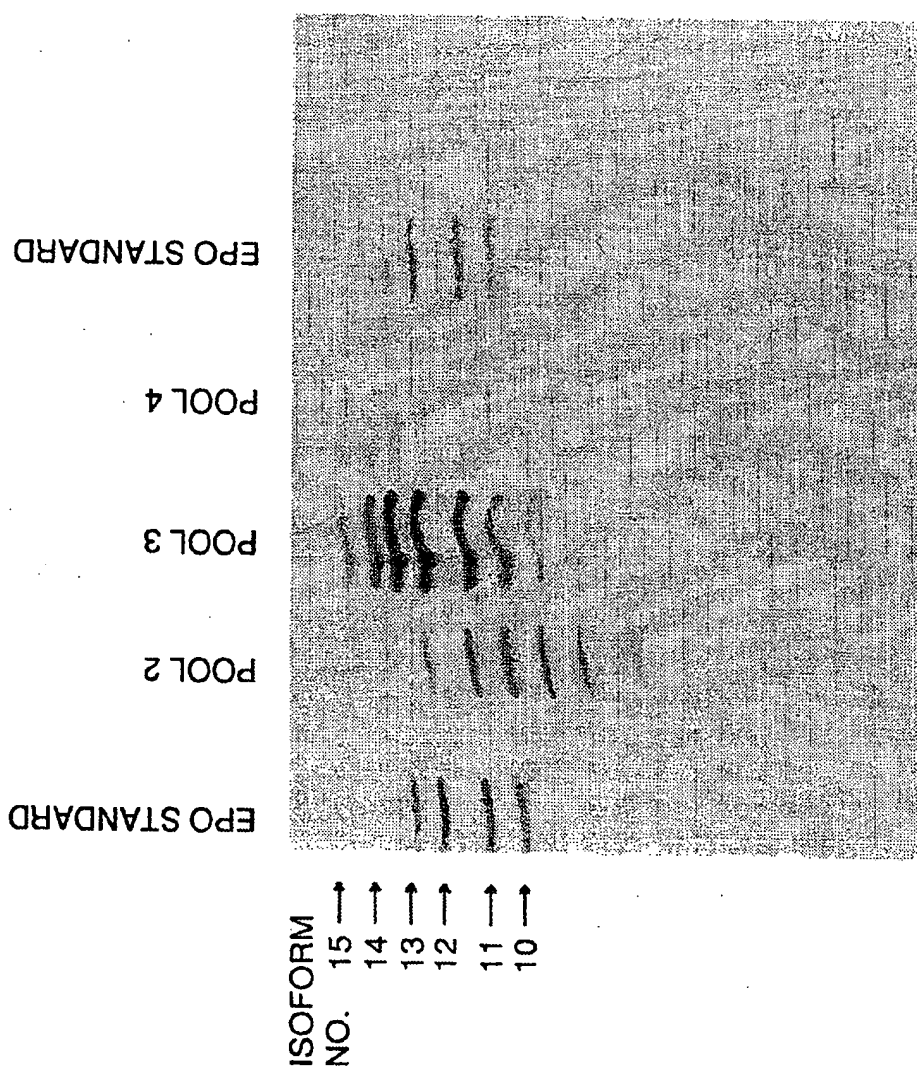 EPO STANDARD
POOL 4
POOL 3
POOL 2
EPO STANDARD
ISOFORM
NO.
15
14
13
12
11
10